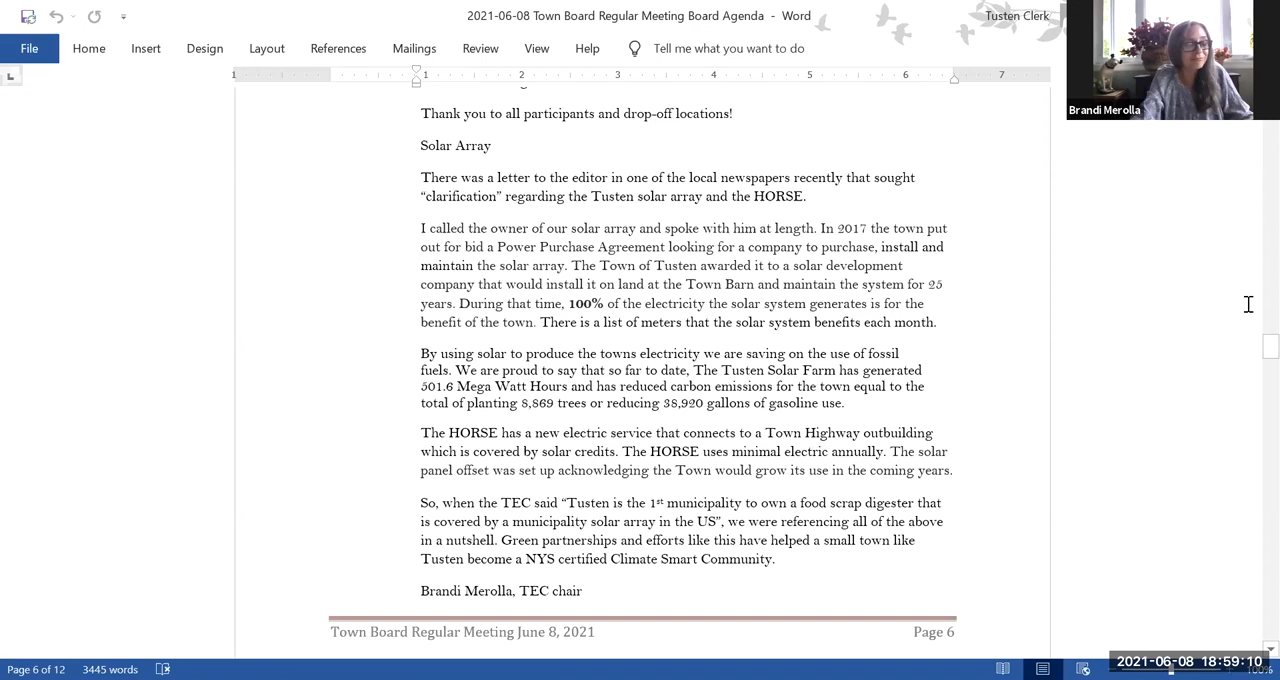 2021-06-08 Town Board Regular Meeting Board Agenda - Word
Tusten Clerk
File Home Insert Design Layout References Mailings Review View Help Tell me what you want to do
1 1 2 3 4 5 6 7
Brandi Merolla
Thank you to all participants and drop-off locations!
Solar Array
There was a letter to the editor in one of the local newspapers recently that sought
“clarification” regarding the Tusten solar array and the HORSE.
I called the owner of our solar array and spoke with him at length. In 2017 the town put
out for bid a Power Purchase Agreement looking for a company to purchase, install and
maintain the solar array. The Town of Tusten awarded it to a solar development
company that would install it on land at the Town Barn and maintain the system for 25
years. During that time, 100% of the electricity the solar system generates is for the
benefit of the town. There is a list of meters that the solar system benefits each month.
By using solar to produce the towns electricity we are saving on the use of fossil
fuels. We are proud to say that so far to date, The Tusten Solar Farm has generated
501.6 Mega Watt Hours and has reduced carbon emissions for the town equal to the
total of planting 8,869 trees or reducing 38,920 gallons of gasoline use.
The HORSE has a new electric service that connects to a Town Highway outbuilding
which is covered by solar credits. The HORSE uses minimal electric annually. The solar
panel offset was set up acknowledging the Town would grow its use in the coming years.
So, when the TEC said “Tusten is the 1st municipality to own a food scrap digester that
is covered by a municipality solar array in the US”, we were referencing all of the above
in a nutshell. Green partnerships and efforts like this have helped a small town like
Tusten become a NYS certified Climate Smart Community.
Brandi Merolla, TEC chair
Town Board Regular Meeting June 8, 2021 Page 6
Page 6 of 12 3445 words
2021-06-08 18:59:10
100%